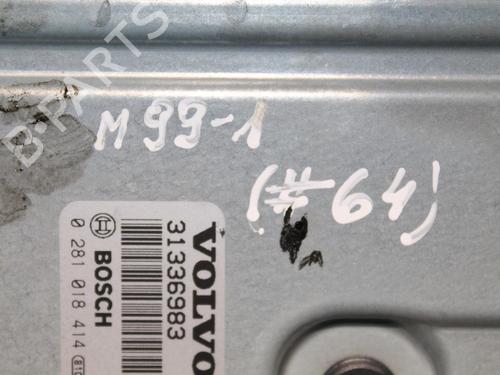 B-PARTS
M99-1
(#64)
VOLVO
31336983
BOSCH
0 281 018 414